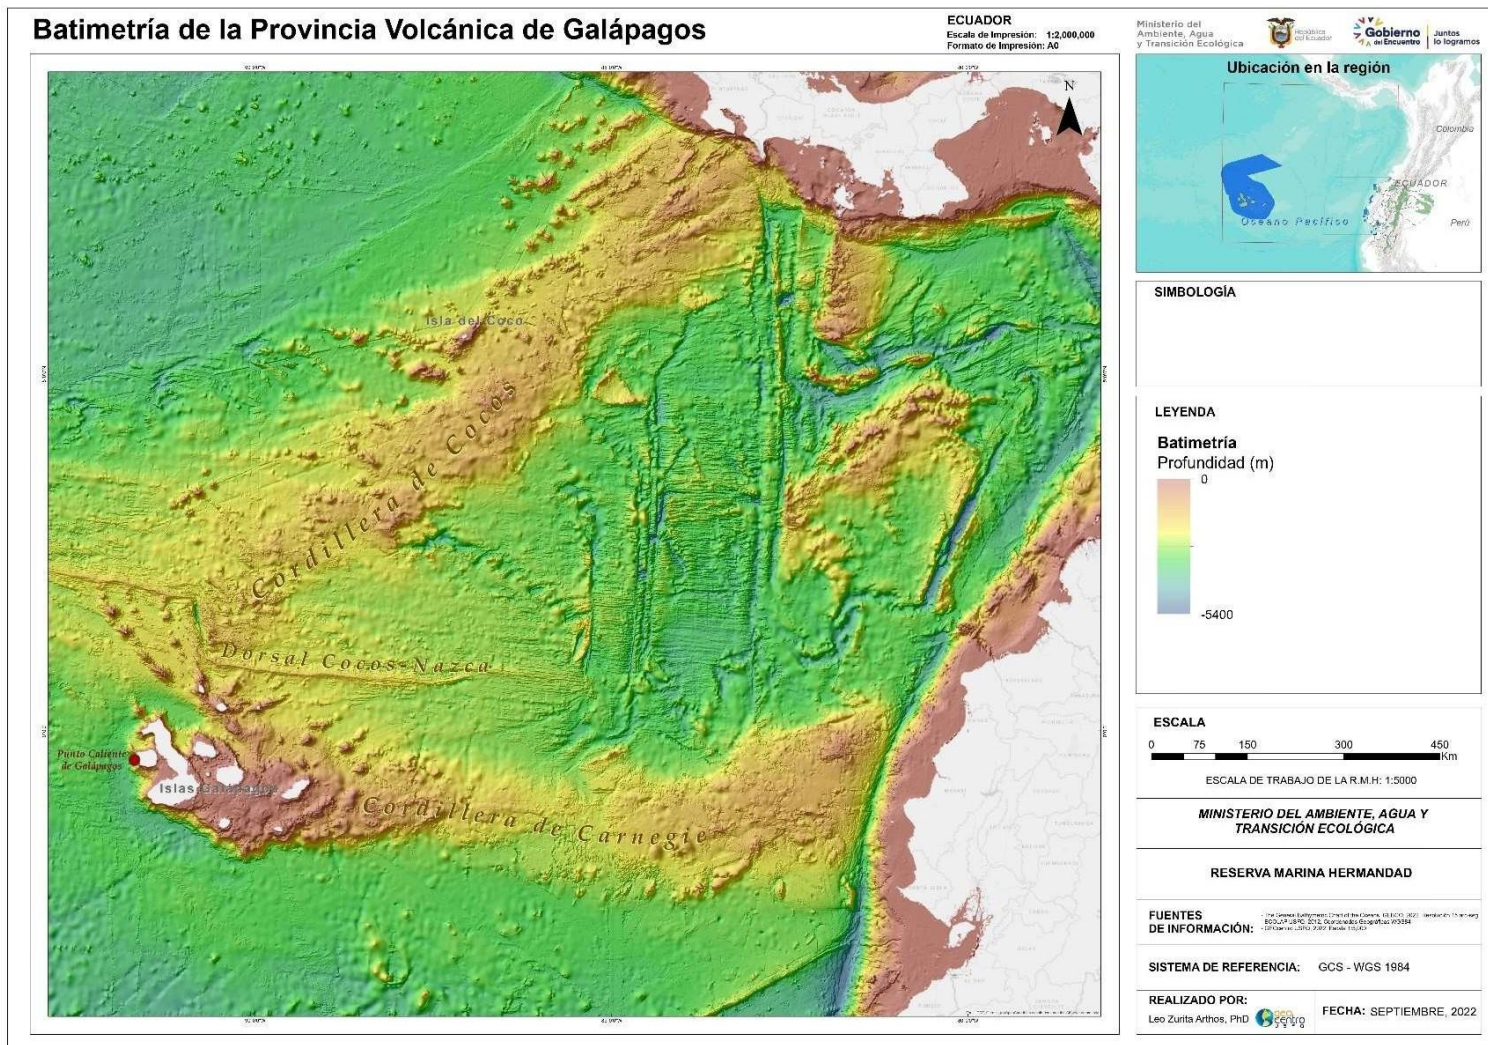 Batimetría de la Provincia Volcánica de Galápagos
ECUADOR
Escala de Impresión: 1:2,000,000
Formato de Impresión: A0
Ministerio del
Ambiente, Agua
y Transición Ecológica
República
del Ecuador
Gobierno
del Encuentro
Juntos
lo logramos
N
Isla del Coco
Cordillera de Cocos
Dorsal Cocos-Nazca
Punto Caliente
de Galápagos
Islas Galápagos
Cordillera de Carnegie
Ubicación en la región
Colombia
ECUADOR
Océano Pacífico
Perú
SIMBOLOGÍA
LEYENDA
Batimetría
Profundidad (m)
0
-5400
ESCALA
0 75 150 300 450
Km
ESCALA DE TRABAJO DE LA R.M.H: 1:5000
MINISTERIO DEL AMBIENTE, AGUA Y
TRANSICIÓN ECOLÓGICA
RESERVA MARINA HERMANDAD
FUENTES
DE INFORMACIÓN:
SISTEMA DE REFERENCIA: GCS - WGS 1984
REALIZADO POR:
Leo Zurita Arthos, PhD
geo
centro
FECHA: SEPTIEMBRE, 2022